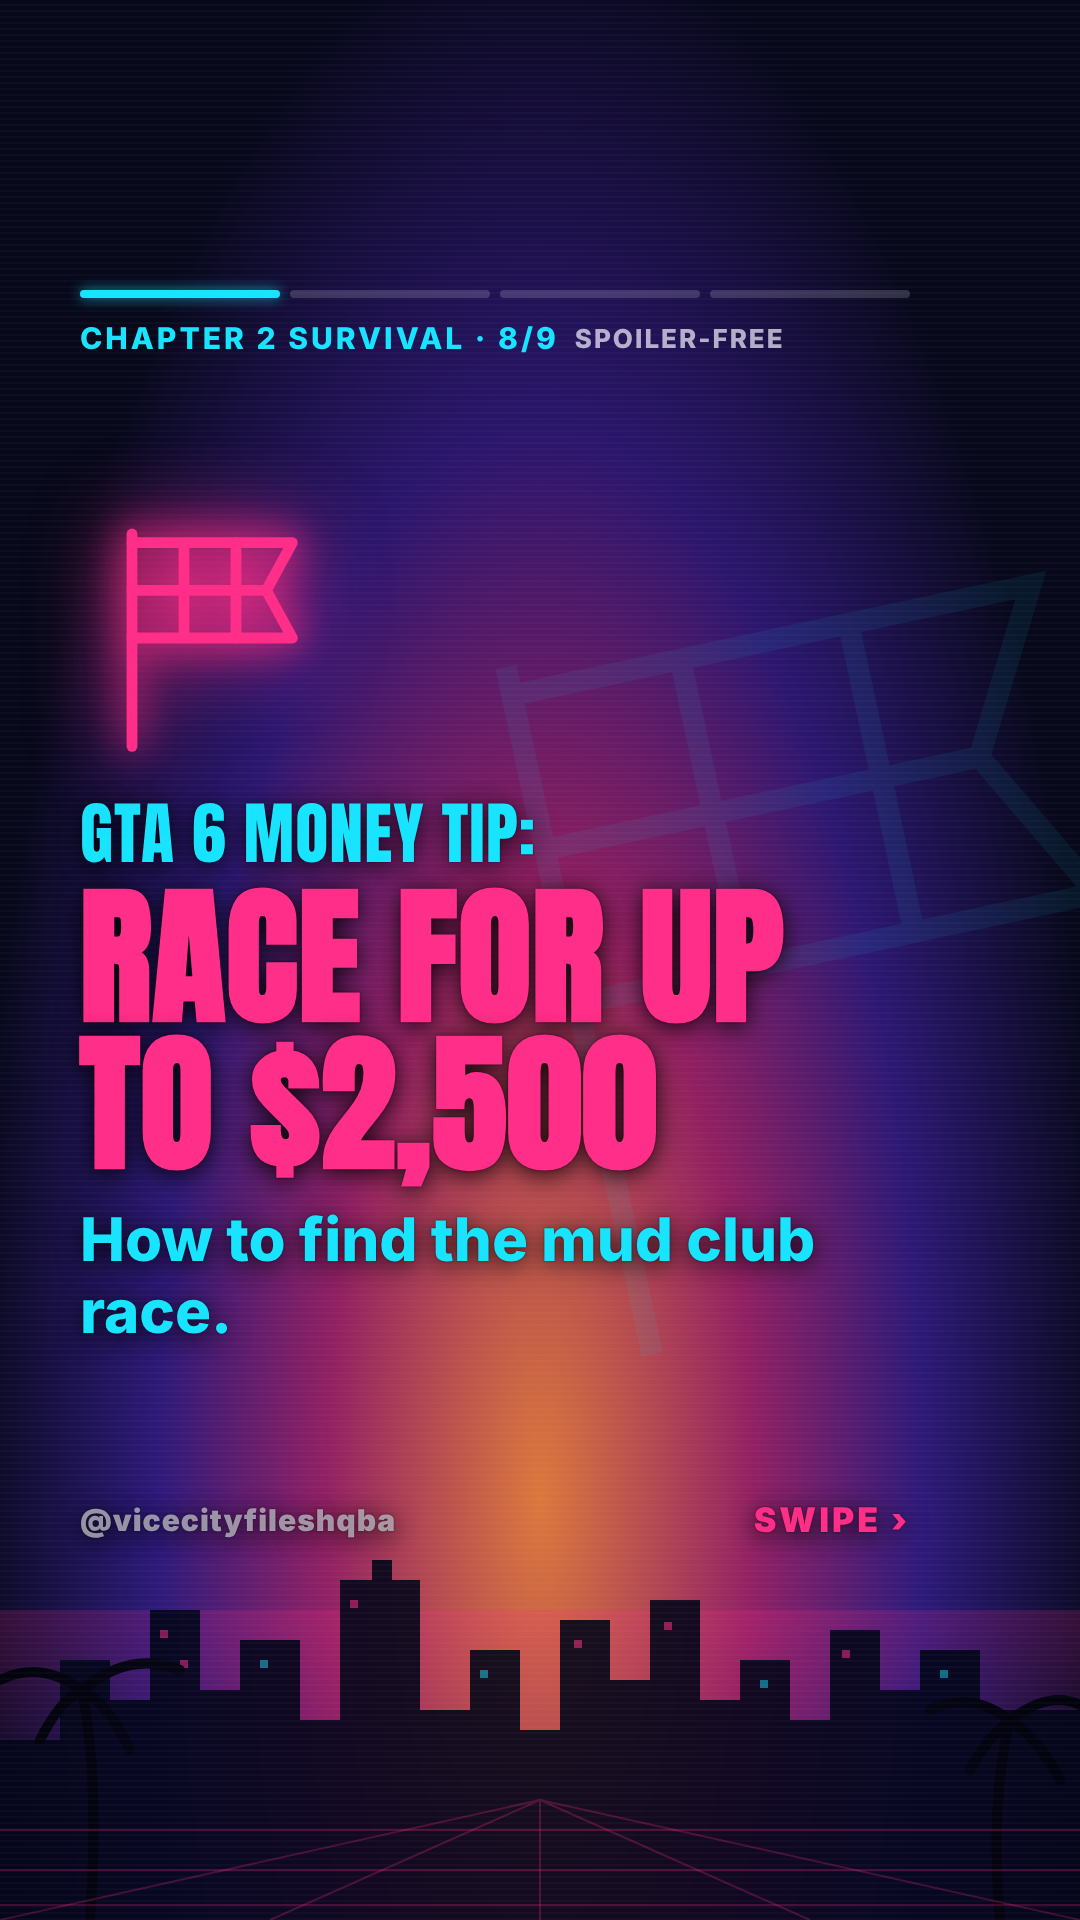 CHAPTER 2 SURVIVAL · 8/9 SPOILER-FREE
GTA 6 MONEY TIP:
RACE FOR UP
TO $2,500
How to find the mud club
race.
@vicecityfileshqba
SWIPE ›